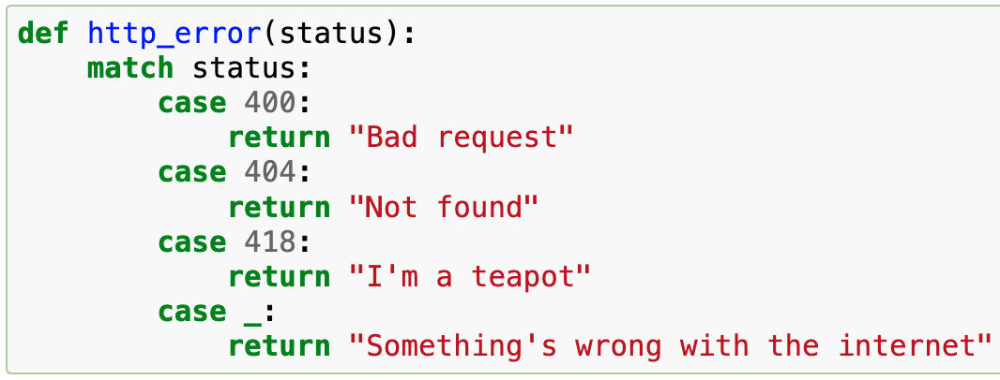 def http_error(status):
    match status:
        case 400:
            return "Bad request"
        case 404:
            return "Not found"
        case 418:
            return "I'm a teapot"
        case _:
            return "Something's wrong with the internet"